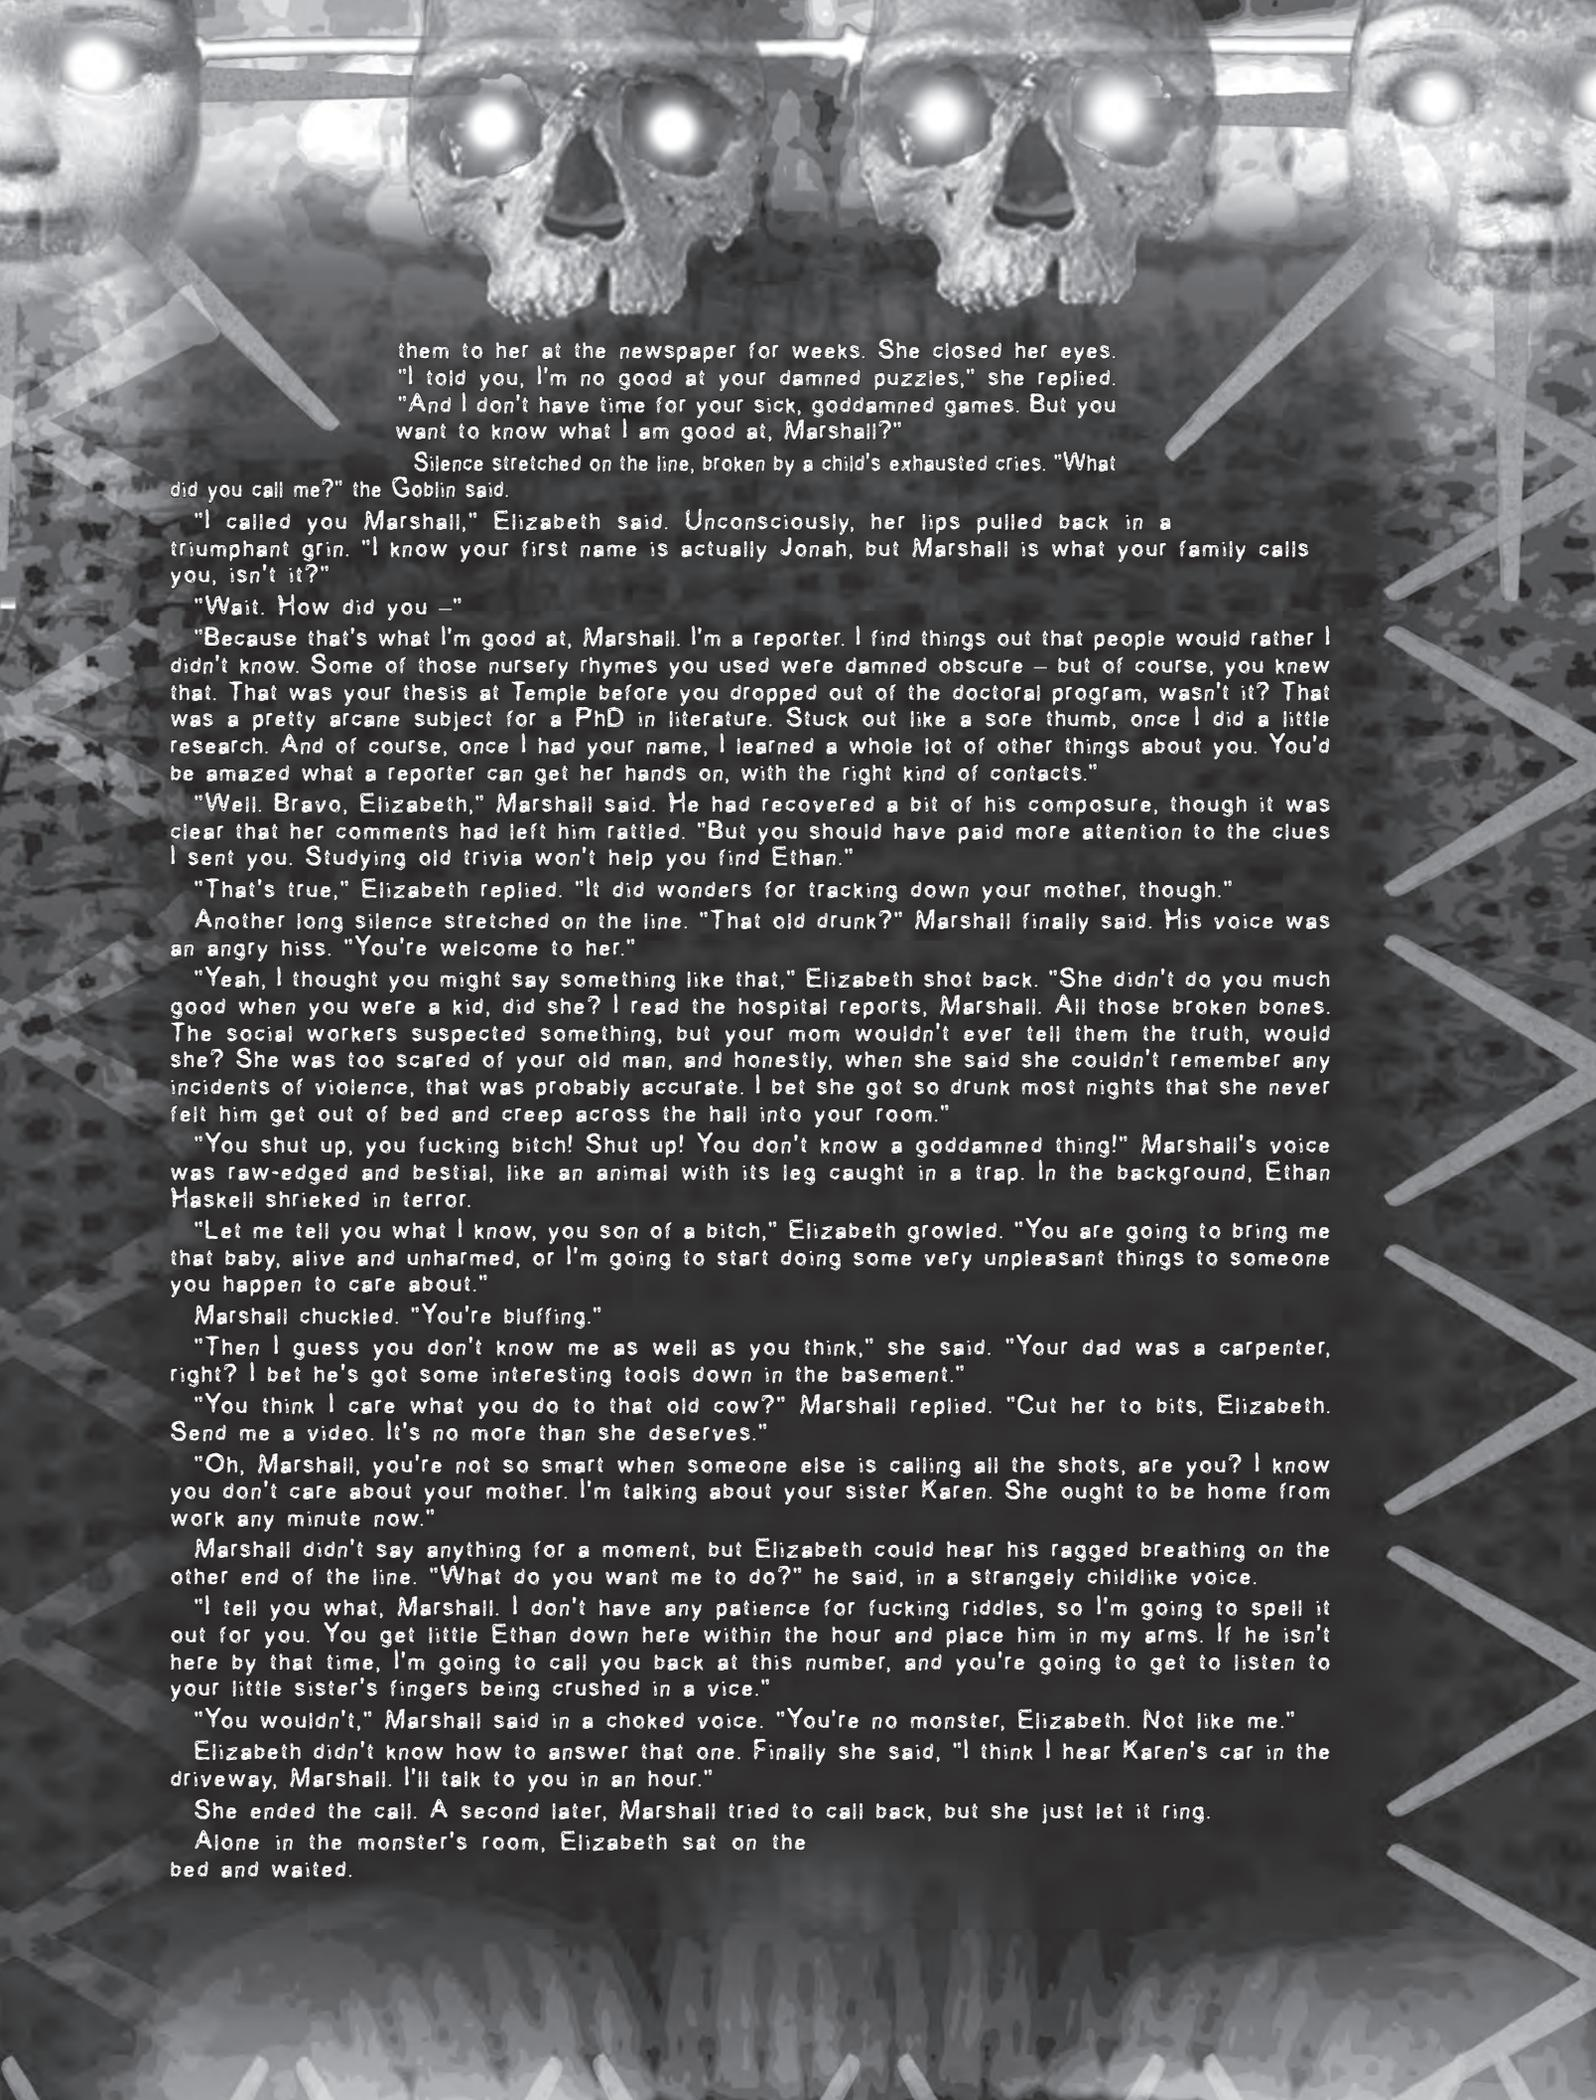 them to her at the newspaper for weeks. She closed her eyes.
"I told you, I'm no good at your damned puzzles," she replied.
"And I don't have time for your sick, goddamned games. But you
want to know what I am good at, Marshall?"
Silence stretched on the line, broken by a child's exhausted cries. "What
did you call me?" the Goblin said.
"I called you Marshall," Elizabeth said. Unconsciously, her lips pulled back in a
triumphant grin. "I know your first name is actually Jonah, but Marshall is what your family calls
you, isn't it?"
"Wait. How did you –"
"Because that's what I'm good at, Marshall. I'm a reporter. I find things out that people would rather I
didn't know. Some of those nursery rhymes you used were damned obscure – but of course, you knew
that. That was your thesis at Temple before you dropped out of the doctoral program, wasn't it? That
was a pretty arcane subject for a PhD in literature. Stuck out like a sore thumb, once I did a little
research. And of course, once I had your name, I learned a whole lot of other things about you. You'd
be amazed what a reporter can get her hands on, with the right kind of contacts."
"Well. Bravo, Elizabeth," Marshall said. He had recovered a bit of his composure, though it was
clear that her comments had left him rattled. "But you should have paid more attention to the clues
I sent you. Studying old trivia won't help you find Ethan."
"That's true," Elizabeth replied. "It did wonders for tracking down your mother, though."
Another long silence stretched on the line. "That old drunk?" Marshall finally said. His voice was
an angry hiss. "You're welcome to her."
"Yeah, I thought you might say something like that," Elizabeth shot back. "She didn't do you much
good when you were a kid, did she? I read the hospital reports, Marshall. All those broken bones.
The social workers suspected something, but your mom wouldn't ever tell them the truth, would
she? She was too scared of your old man, and honestly, when she said she couldn't remember any
incidents of violence, that was probably accurate. I bet she got so drunk most nights that she never
felt him get out of bed and creep across the hall into your room."
"You shut up, you fucking bitch! Shut up! You don't know a goddamned thing!" Marshall's voice
was raw-edged and bestial, like an animal with its leg caught in a trap. In the background, Ethan
Haskell shrieked in terror.
"Let me tell you what I know, you son of a bitch," Elizabeth growled. "You are going to bring me
that baby, alive and unharmed, or I'm going to start doing some very unpleasant things to someone
you happen to care about."
Marshall chuckled. "You're bluffing."
"Then I guess you don't know me as well as you think," she said. "Your dad was a carpenter,
right? I bet he's got some interesting tools down in the basement."
"You think I care what you do to that old cow?" Marshall replied. "Cut her to bits, Elizabeth.
Send me a video. It's no more than she deserves."
"Oh, Marshall, you're not so smart when someone else is calling all the shots, are you? I know
you don't care about your mother. I'm talking about your sister Karen. She ought to be home from
work any minute now."
Marshall didn't say anything for a moment, but Elizabeth could hear his ragged breathing on the
other end of the line. "What do you want me to do?" he said, in a strangely childlike voice.
"I tell you what, Marshall. I don't have any patience for fucking riddles, so I'm going to spell it
out for you. You get little Ethan down here within the hour and place him in my arms. If he isn't
here by that time, I'm going to call you back at this number, and you're going to get to listen to
your little sister's fingers being crushed in a vice."
"You wouldn't," Marshall said in a choked voice. "You're no monster, Elizabeth. Not like me."
Elizabeth didn't know how to answer that one. Finally she said, "I think I hear Karen's car in the
driveway, Marshall. I'll talk to you in an hour."
She ended the call. A second later, Marshall tried to call back, but she just let it ring.
Alone in the monster's room, Elizabeth sat on the
bed and waited.